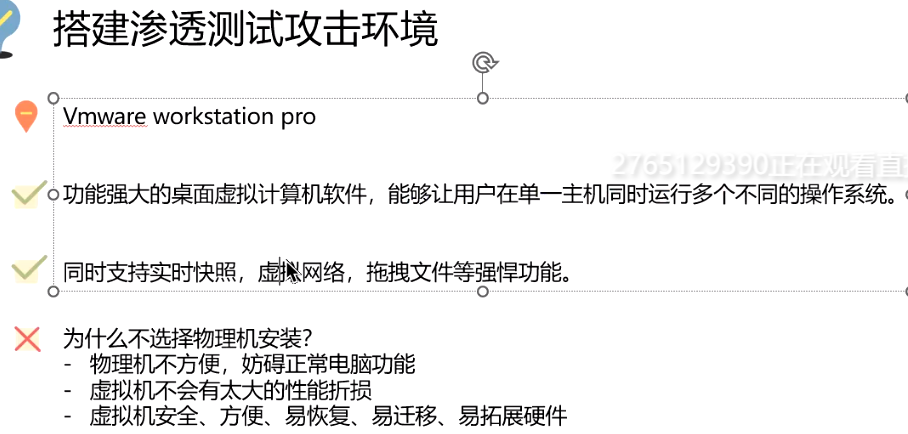 搭建渗透测试攻击环境
Vmware workstation pro
2765129390正在观看直
功能强大的桌面虚拟计算机软件，能够让用户在单一主机同时运行多个不同的操作系统。
同时支持实时快照，虚拟网络，拖拽文件等强悍功能。
为什么不选择物理机安装？
- 物理机不方便，妨碍正常电脑功能
- 虚拟机不会有太大的性能折损
- 虚拟机安全、方便、易恢复、易迁移、易拓展硬件